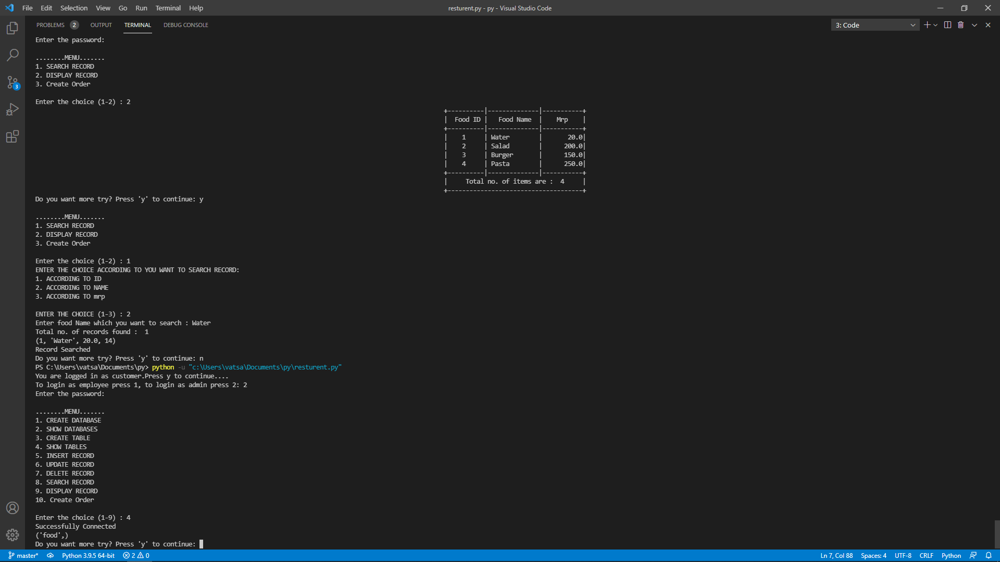 File Edit Selection View Go Run Terminal Help resturent.py - py - Visual Studio Code
PROBLEMS 2 OUTPUT TERMINAL DEBUG CONSOLE 3: Code
Enter the password:
........MENU.......
1. SEARCH RECORD
2. DISPLAY RECORD
3. Create Order
Enter the choice (1-2) : 2
+----------|--------------|-----------+
|  Food ID |   Food Name  |    Mrp    |
+----------|--------------|-----------+
|    1     | Water        |       20.0|
|    2     | Salad        |      200.0|
|    3     | Burger       |      150.0|
|    4     | Pasta        |      250.0|
+----------|--------------|-----------+
|     Total no. of items are :  4     |
+-------------------------------------+
Do you want more try? Press 'y' to continue: y
........MENU.......
1. SEARCH RECORD
2. DISPLAY RECORD
3. Create Order
Enter the choice (1-2) : 1
ENTER THE CHOICE ACCORDING TO YOU WANT TO SEARCH RECORD:
1. ACCORDING TO ID
2. ACCORDING TO NAME
3. ACCORDING TO mrp
ENTER THE CHOICE (1-3) : 2
Enter food Name which you want to search : Water
Total no. of records found :  1
(1, 'Water', 20.0, 14)
Record Searched
Do you want more try? Press 'y' to continue: n
PS C:\Users\vatsa\Documents\py> python -u "c:\Users\vatsa\Documents\py\resturent.py"
You are logged in as customer.Press y to continue....
To login as employee press 1, to login as admin press 2: 2
Enter the password:
........MENU.......
1. CREATE DATABASE
2. SHOW DATABASES
3. CREATE TABLE
4. SHOW TABLES
5. INSERT RECORD
6. UPDATE RECORD
7. DELETE RECORD
8. SEARCH RECORD
9. DISPLAY RECORD
10. Create Order
Enter the choice (1-9) : 4
Successfully Connected
('food',)
Do you want more try? Press 'y' to continue:
3
master* Python 3.9.5 64-bit 2 0 Ln 7, Col 88 Spaces: 4 UTF-8 CRLF Python